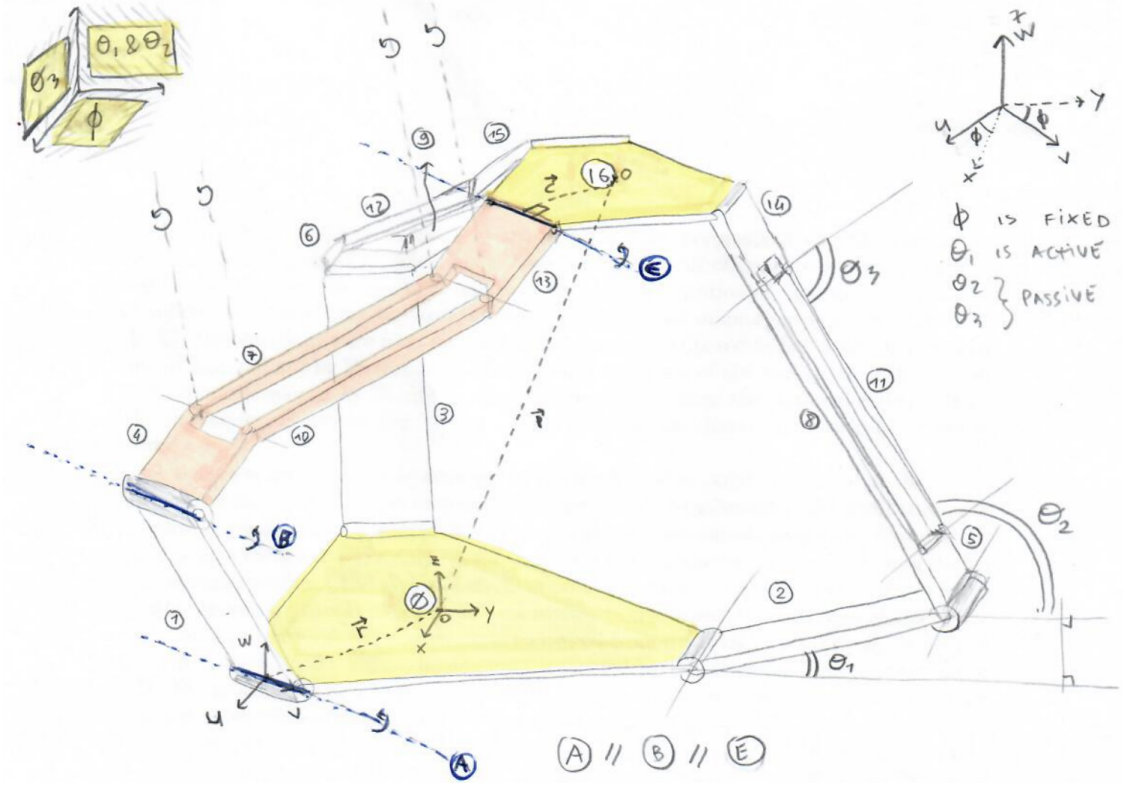 θ₁ & θ₂
θ₃
ϕ
z
w
y
u
ϕ
ϕ
v
x
ϕ IS FIXED
θ₁ IS ACTIVE
θ₂
θ₃
} PASSIVE
9
15
16
12
6
14
E
θ₃
13
7
11
4
10
3
8
B
θ₂
5
2
1
z
Ø
y
x
r
w
u
v
θ₁
A
A // B // E